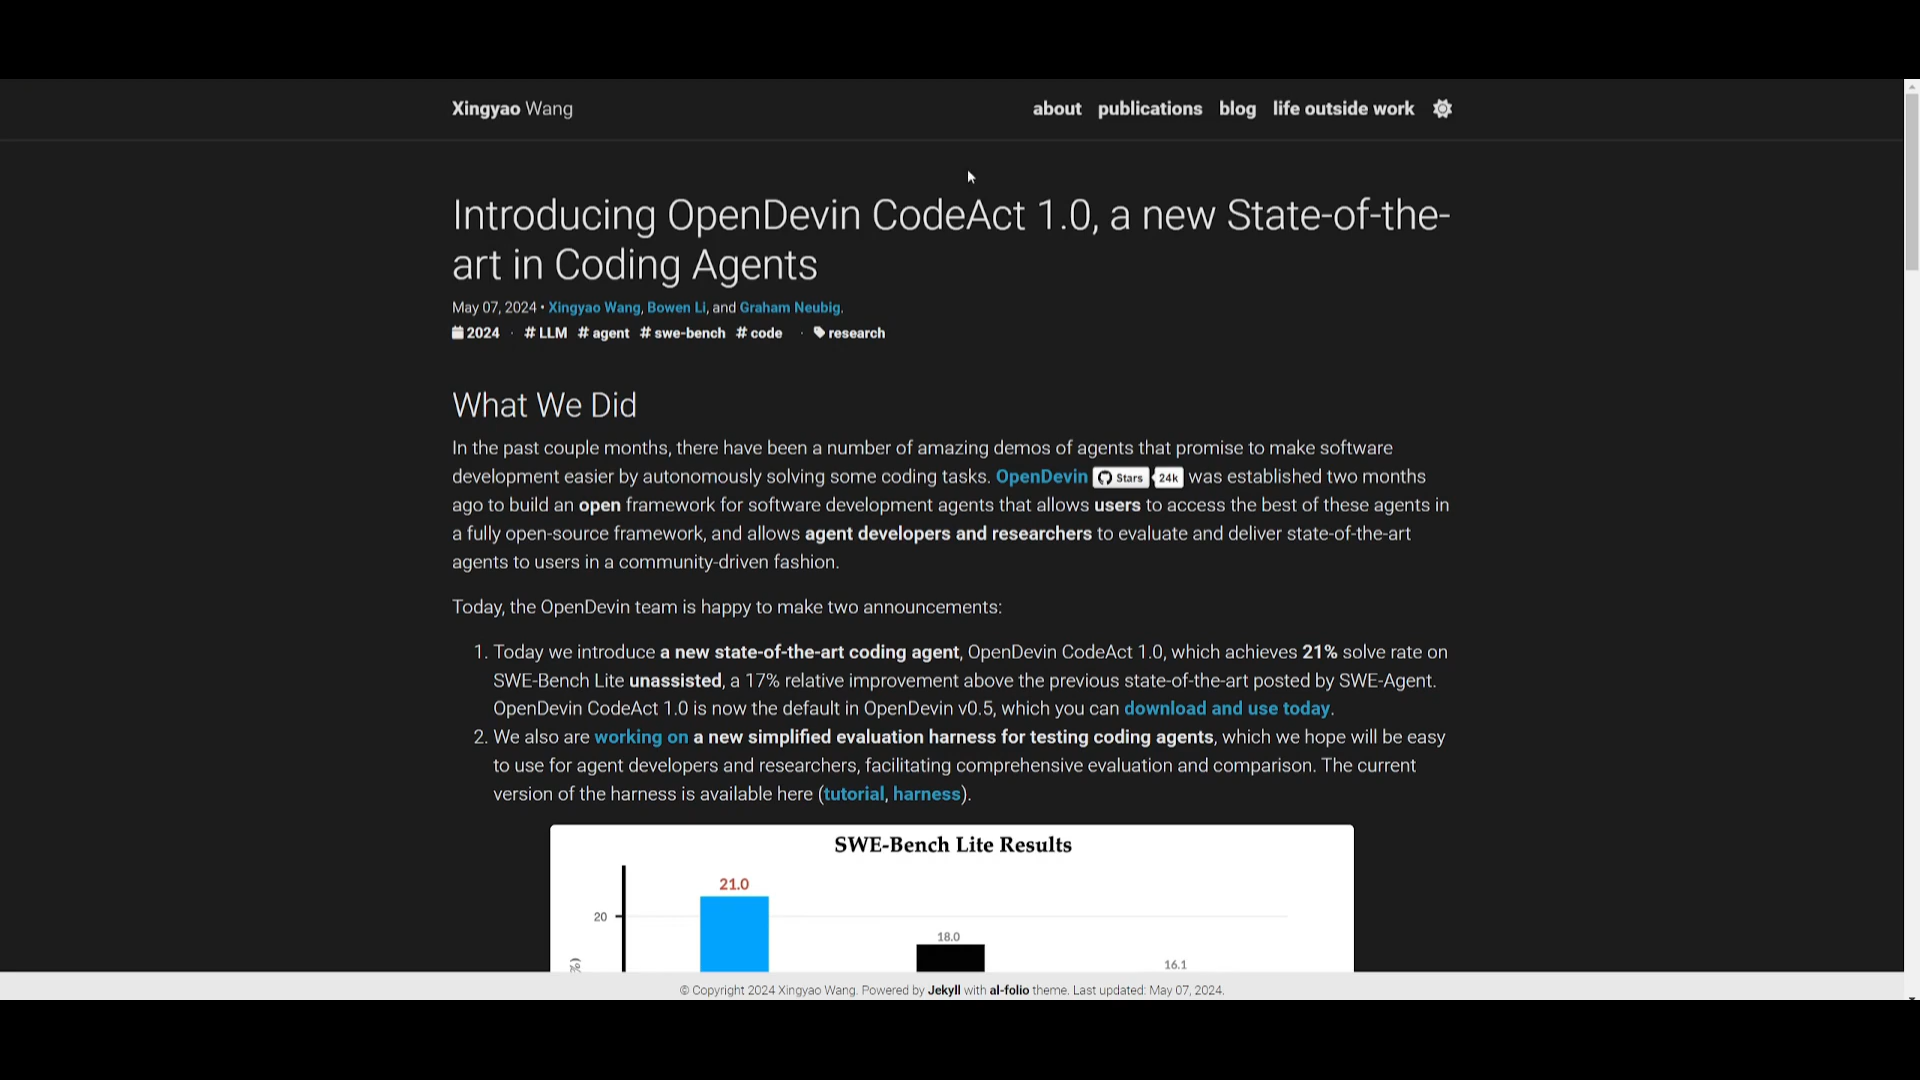 Xingyao Wang
about publications blog life outside work
Introducing OpenDevin CodeAct 1.0, a new State-of-the-
art in Coding Agents
May 07, 2024 • Xingyao Wang, Bowen Li, and Graham Neubig.
2024 · # LLM # agent # swe-bench # code · research
What We Did
In the past couple months, there have been a number of amazing demos of agents that promise to make software
development easier by autonomously solving some coding tasks. OpenDevin Stars 24k was established two months
ago to build an open framework for software development agents that allows users to access the best of these agents in
a fully open-source framework, and allows agent developers and researchers to evaluate and deliver state-of-the-art
agents to users in a community-driven fashion.
Today, the OpenDevin team is happy to make two announcements:
1. Today we introduce a new state-of-the-art coding agent, OpenDevin CodeAct 1.0, which achieves 21% solve rate on
SWE-Bench Lite unassisted, a 17% relative improvement above the previous state-of-the-art posted by SWE-Agent.
OpenDevin CodeAct 1.0 is now the default in OpenDevin v0.5, which you can download and use today.
2. We also are working on a new simplified evaluation harness for testing coding agents, which we hope will be easy
to use for agent developers and researchers, facilitating comprehensive evaluation and comparison. The current
version of the harness is available here (tutorial, harness).
SWE-Bench Lite Results
21.0
20
18.0
16.1
© Copyright 2024 Xingyao Wang. Powered by Jekyll with al-folio theme. Last updated: May 07, 2024.